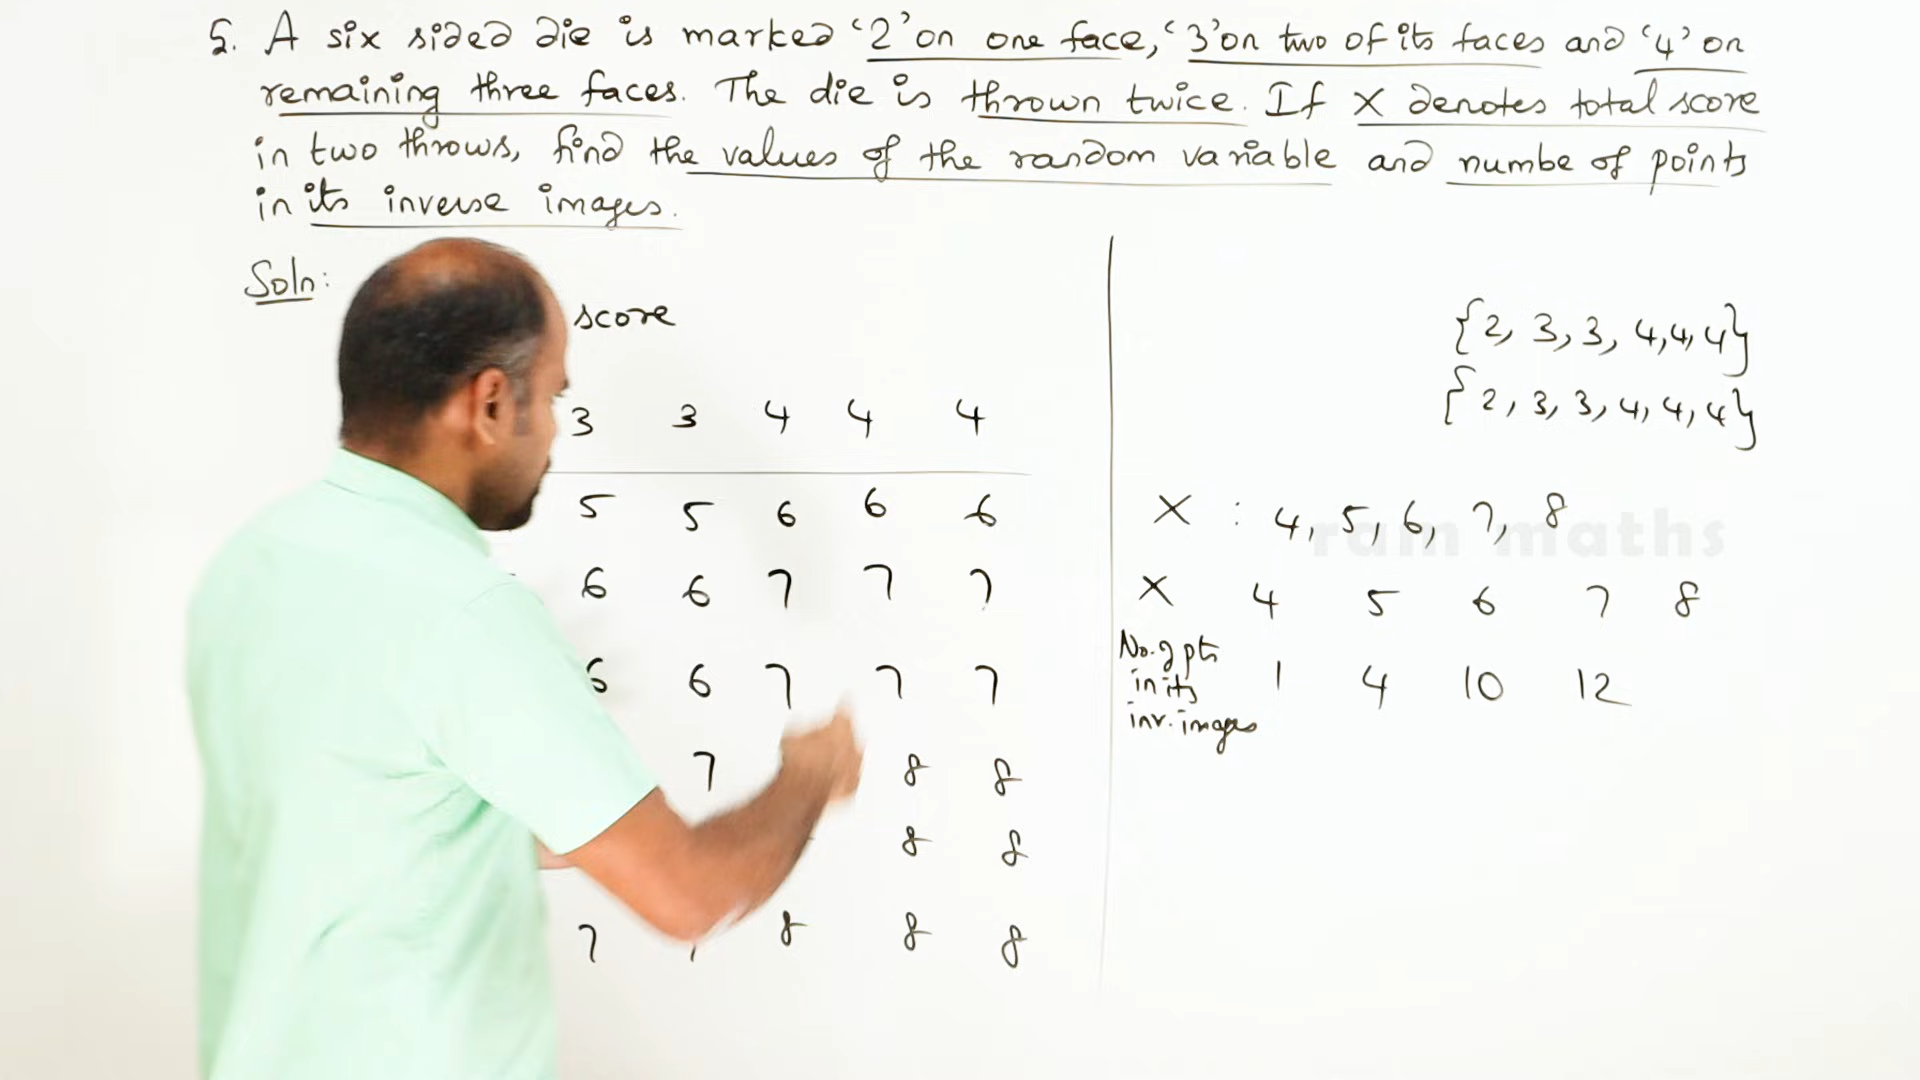 5. A six sided die is marked ‘2’ on one face, ‘3’ on two of its faces and ‘4’ on
remaining three faces. The die is thrown twice. If X denotes total score
in two throws, find the values of the random variable and numbe of points
in its inverse images.
Soln:
score
3 3 4 4 4
5 5 6 6 6
6 6 7 7 7
6 6 7 7 7
7 8 8
8 8
7 8 8 8
{2, 3, 3, 4, 4, 4}
{2, 3, 3, 4, 4, 4}
X : 4, 5, 6, 7, 8
ram maths
X 4 5 6 7 8
No. of pts
in its
inv. images
1 4 10 12